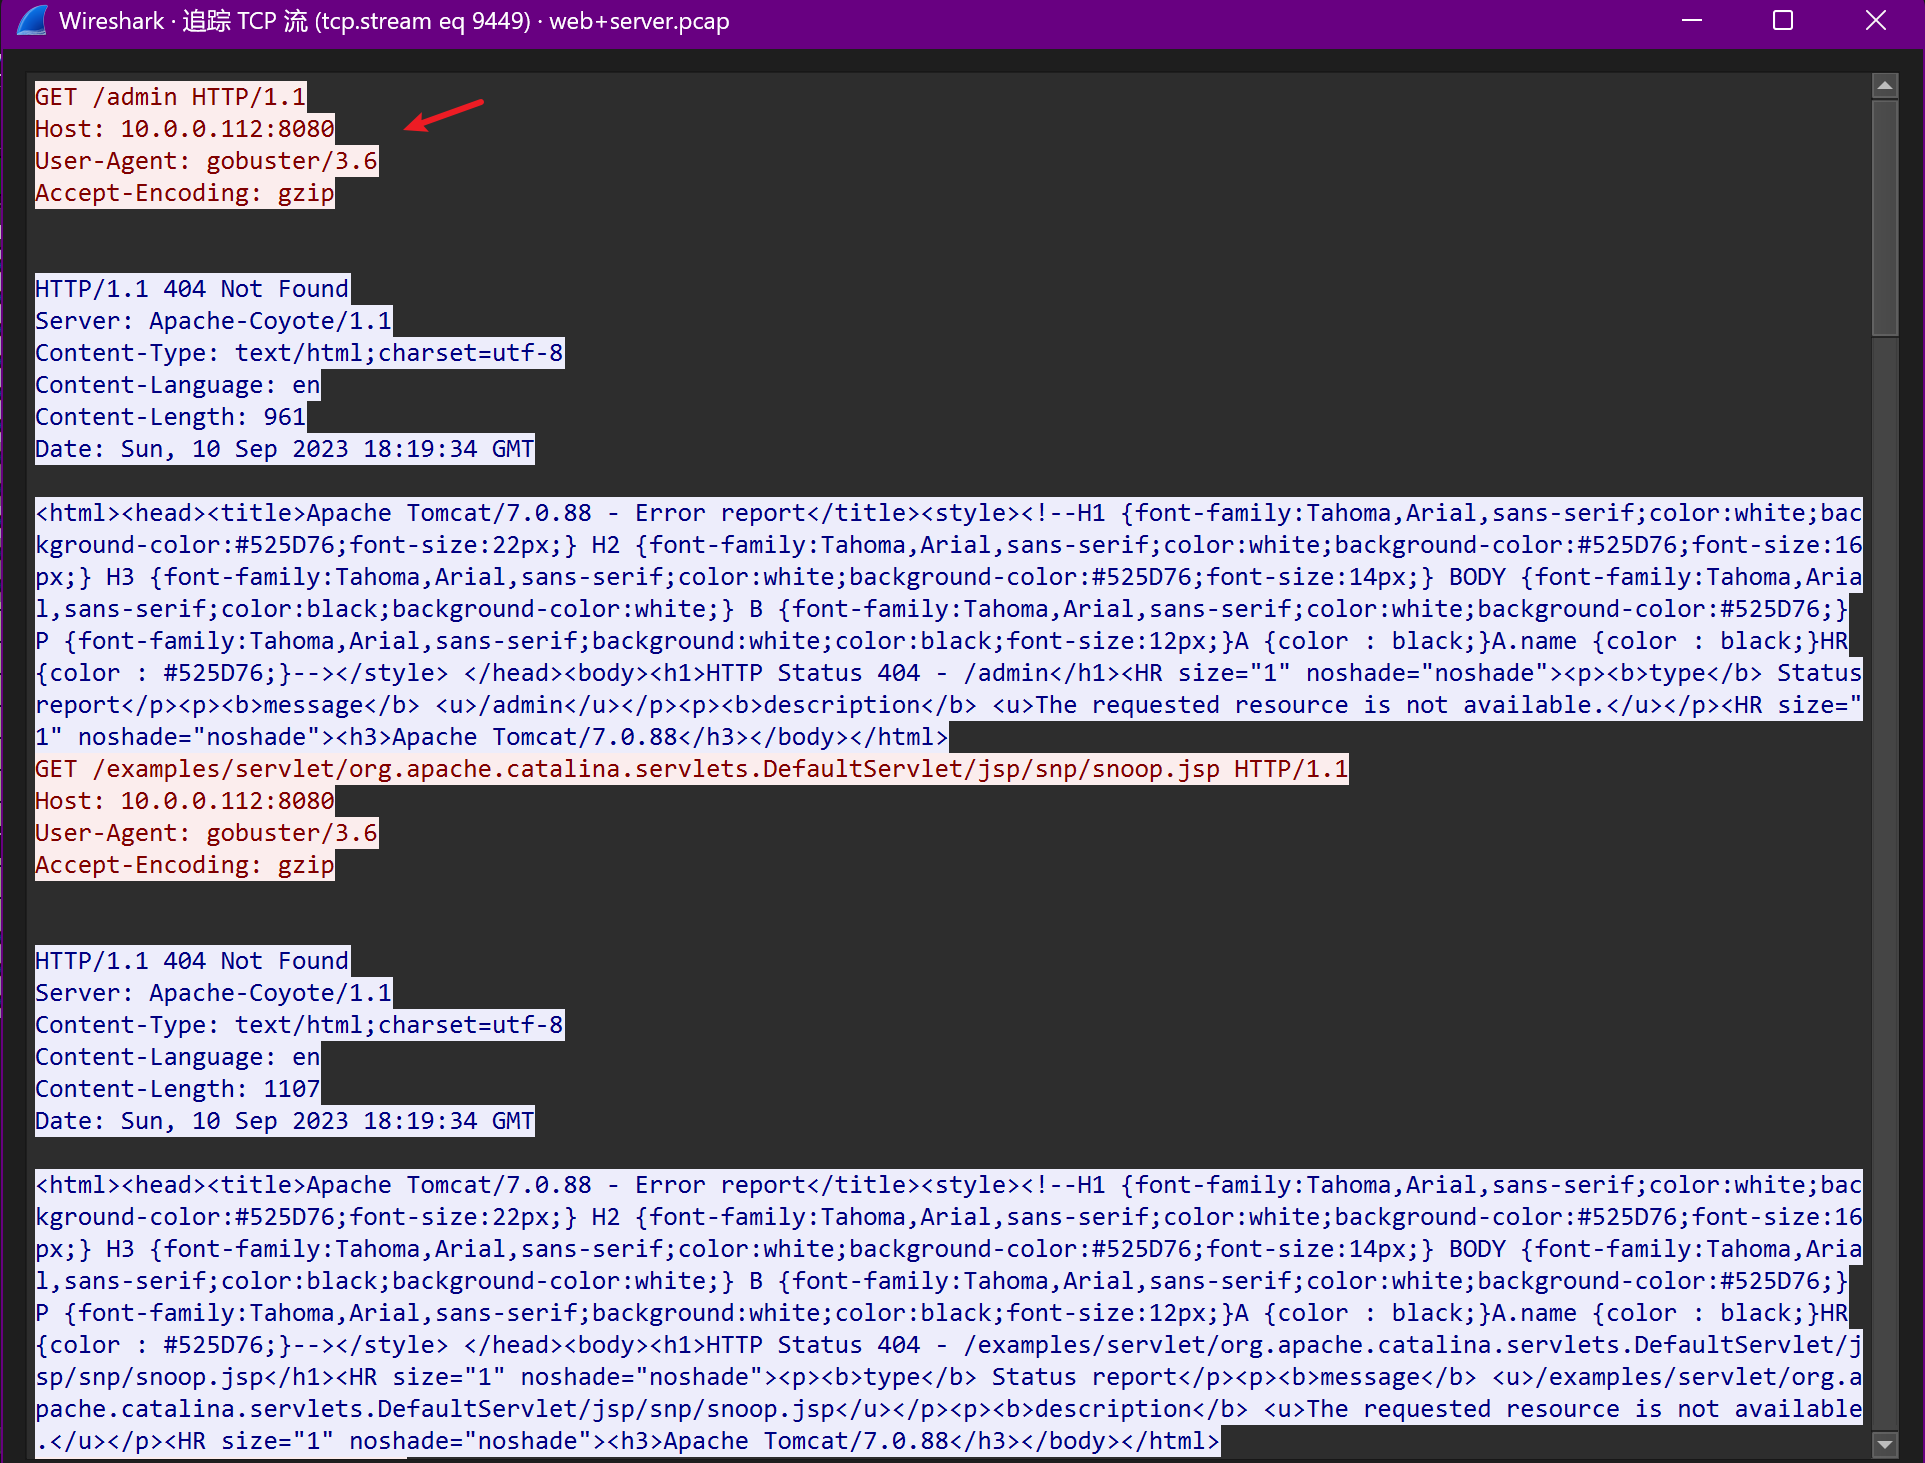 Wireshark · 追踪 TCP 流 (tcp.stream eq 9449) · web+server.pcap
GET /admin HTTP/1.1
Host: 10.0.0.112:8080
User-Agent: gobuster/3.6
Accept-Encoding: gzip
HTTP/1.1 404 Not Found
Server: Apache-Coyote/1.1
Content-Type: text/html;charset=utf-8
Content-Language: en
Content-Length: 961
Date: Sun, 10 Sep 2023 18:19:34 GMT
<html><head><title>Apache Tomcat/7.0.88 - Error report</title><style><!--H1 {font-family:Tahoma,Arial,sans-serif;color:white;bac
kground-color:#525D76;font-size:22px;} H2 {font-family:Tahoma,Arial,sans-serif;color:white;background-color:#525D76;font-size:16
px;} H3 {font-family:Tahoma,Arial,sans-serif;color:white;background-color:#525D76;font-size:14px;} BODY {font-family:Tahoma,Aria
l,sans-serif;color:black;background-color:white;} B {font-family:Tahoma,Arial,sans-serif;color:white;background-color:#525D76;}
P {font-family:Tahoma,Arial,sans-serif;background:white;color:black;font-size:12px;}A {color : black;}A.name {color : black;}HR
{color : #525D76;}--></style> </head><body><h1>HTTP Status 404 - /admin</h1><HR size="1" noshade="noshade"><p><b>type</b> Status
report</p><p><b>message</b> <u>/admin</u></p><p><b>description</b> <u>The requested resource is not available.</u></p><HR size="
1" noshade="noshade"><h3>Apache Tomcat/7.0.88</h3></body></html>
GET /examples/servlet/org.apache.catalina.servlets.DefaultServlet/jsp/snp/snoop.jsp HTTP/1.1
Host: 10.0.0.112:8080
User-Agent: gobuster/3.6
Accept-Encoding: gzip
HTTP/1.1 404 Not Found
Server: Apache-Coyote/1.1
Content-Type: text/html;charset=utf-8
Content-Language: en
Content-Length: 1107
Date: Sun, 10 Sep 2023 18:19:34 GMT
<html><head><title>Apache Tomcat/7.0.88 - Error report</title><style><!--H1 {font-family:Tahoma,Arial,sans-serif;color:white;bac
kground-color:#525D76;font-size:22px;} H2 {font-family:Tahoma,Arial,sans-serif;color:white;background-color:#525D76;font-size:16
px;} H3 {font-family:Tahoma,Arial,sans-serif;color:white;background-color:#525D76;font-size:14px;} BODY {font-family:Tahoma,Aria
l,sans-serif;color:black;background-color:white;} B {font-family:Tahoma,Arial,sans-serif;color:white;background-color:#525D76;}
P {font-family:Tahoma,Arial,sans-serif;background:white;color:black;font-size:12px;}A {color : black;}A.name {color : black;}HR
{color : #525D76;}--></style> </head><body><h1>HTTP Status 404 - /examples/servlet/org.apache.catalina.servlets.DefaultServlet/j
sp/snp/snoop.jsp</h1><HR size="1" noshade="noshade"><p><b>type</b> Status report</p><p><b>message</b> <u>/examples/servlet/org.a
pache.catalina.servlets.DefaultServlet/jsp/snp/snoop.jsp</u></p><p><b>description</b> <u>The requested resource is not available
.</u></p><HR size="1" noshade="noshade"><h3>Apache Tomcat/7.0.88</h3></body></html>